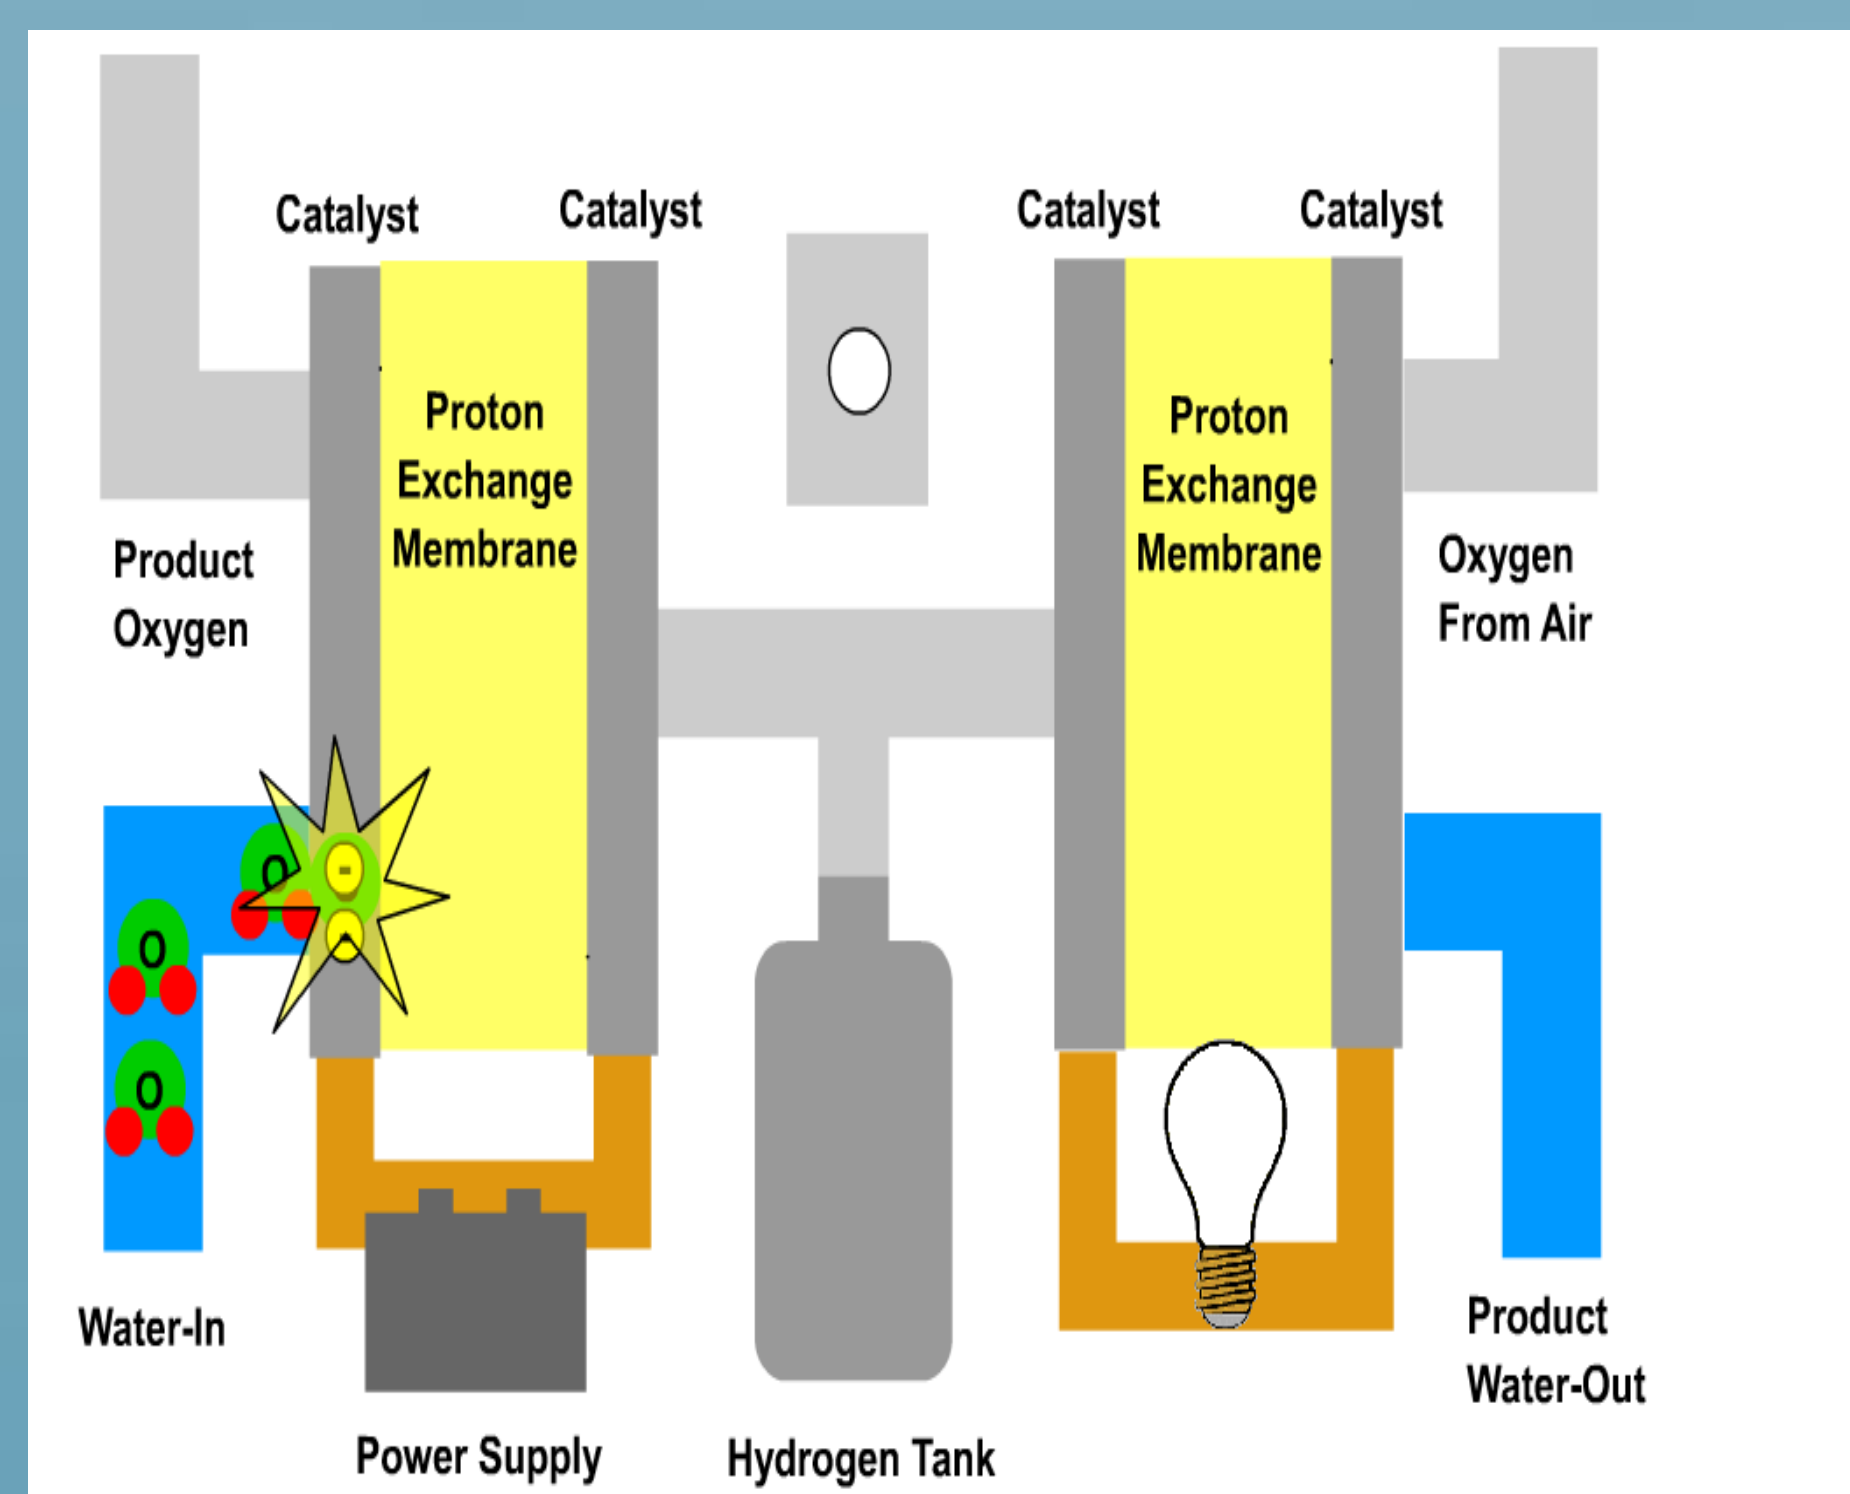 Catalyst
Catalyst
Catalyst
Catalyst
Proton
Exchange
Membrane
Proton
Exchange
Membrane
Product
Oxygen
Oxygen
From Air
O
-
O
O
Water-In
Power Supply
Hydrogen Tank
Product
Water-Out